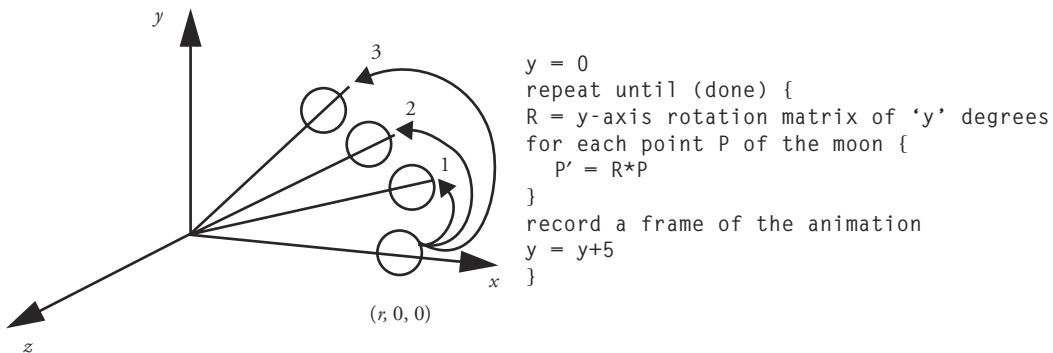 y
3
2
1
x
(r, 0, 0)
z
y = 0
repeat until (done) {
R = y-axis rotation matrix of ‘y’ degrees
for each point P of the moon {
P′ = R*P
}
record a frame of the animation
y = y+5
}